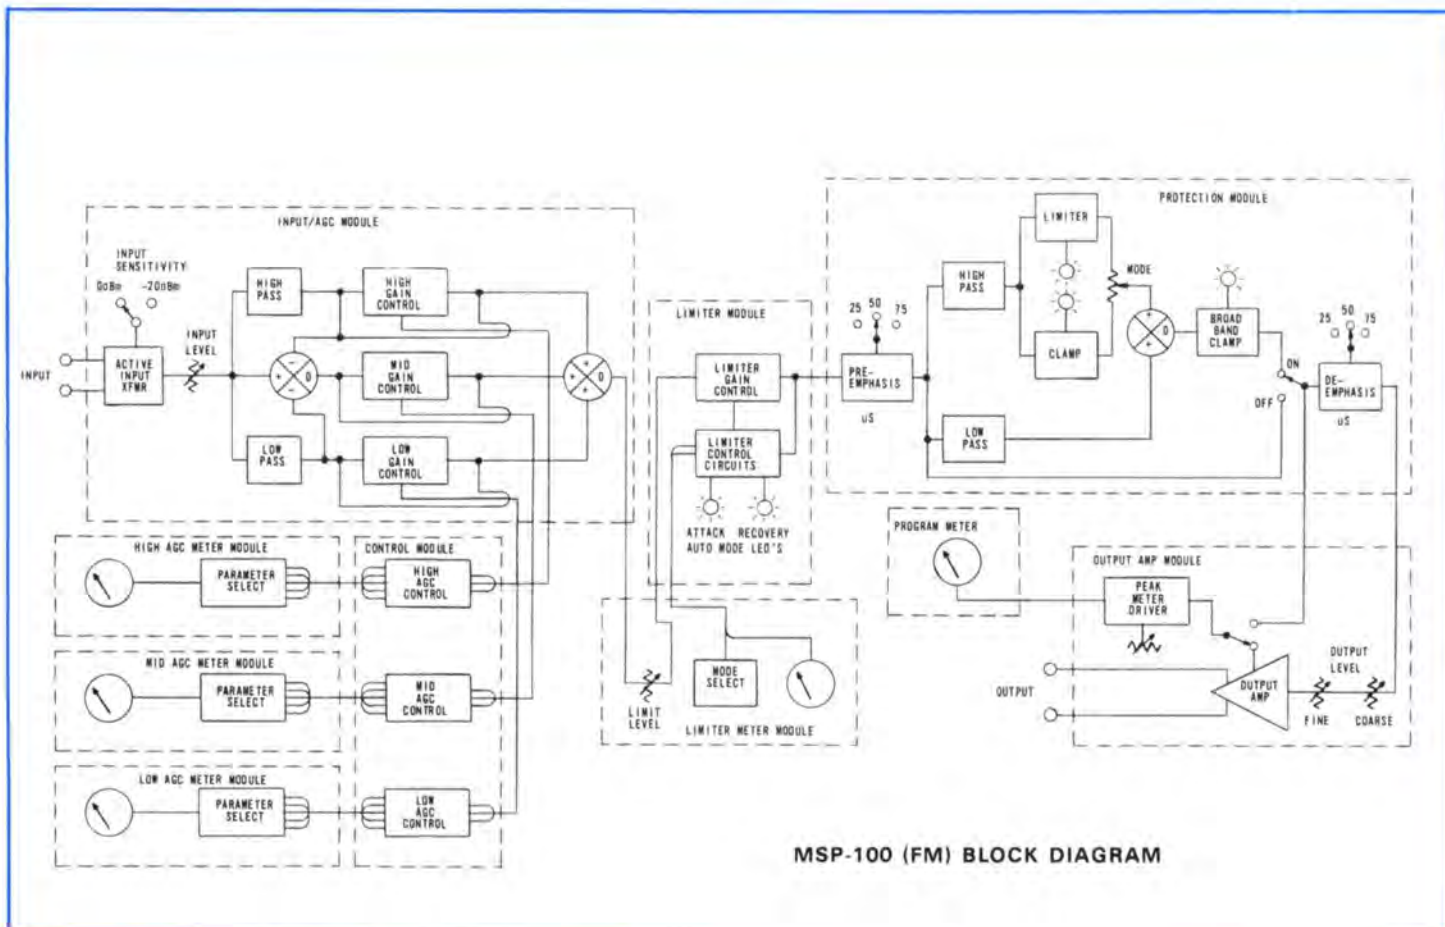 INPUT/AGC MODULE
INPUT
SENSITIVITY
0dBm -20dBm
INPUT
LEVEL
INPUT
ACTIVE
INPUT
XFMR
HIGH
PASS
HIGH
GAIN
CONTROL
+ - - 0
MID
GAIN
CONTROL
+ + + 0
LOW
PASS
LOW
GAIN
CONTROL
HIGH AGC METER MODULE
PARAMETER
SELECT
CONTROL MODULE
HIGH
AGC
CONTROL
MID AGC METER MODULE
PARAMETER
SELECT
MID
AGC
CONTROL
LOW AGC METER MODULE
PARAMETER
SELECT
LOW
AGC
CONTROL
LIMITER MODULE
LIMITER
GAIN
CONTROL
LIMITER
CONTROL
CIRCUITS
ATTACK RECOVERY
AUTO MODE LED'S
LIMIT
LEVEL
MODE
SELECT
LIMITER METER MODULE
PROTECTION MODULE
25 50 75
PRE-
EMPHASIS
uS
HIGH
PASS
LIMITER
CLAMP
MODE
+ + 0
LOW
PASS
BROAD
BAND
CLAMP
ON
OFF
25 50 75
DE-
EMPHASIS
uS
PROGRAM METER
OUTPUT AMP MODULE
PEAK
METER
DRIVER
OUTPUT
OUTPUT
AMP
OUTPUT
LEVEL
FINE COARSE
MSP-100 (FM) BLOCK DIAGRAM